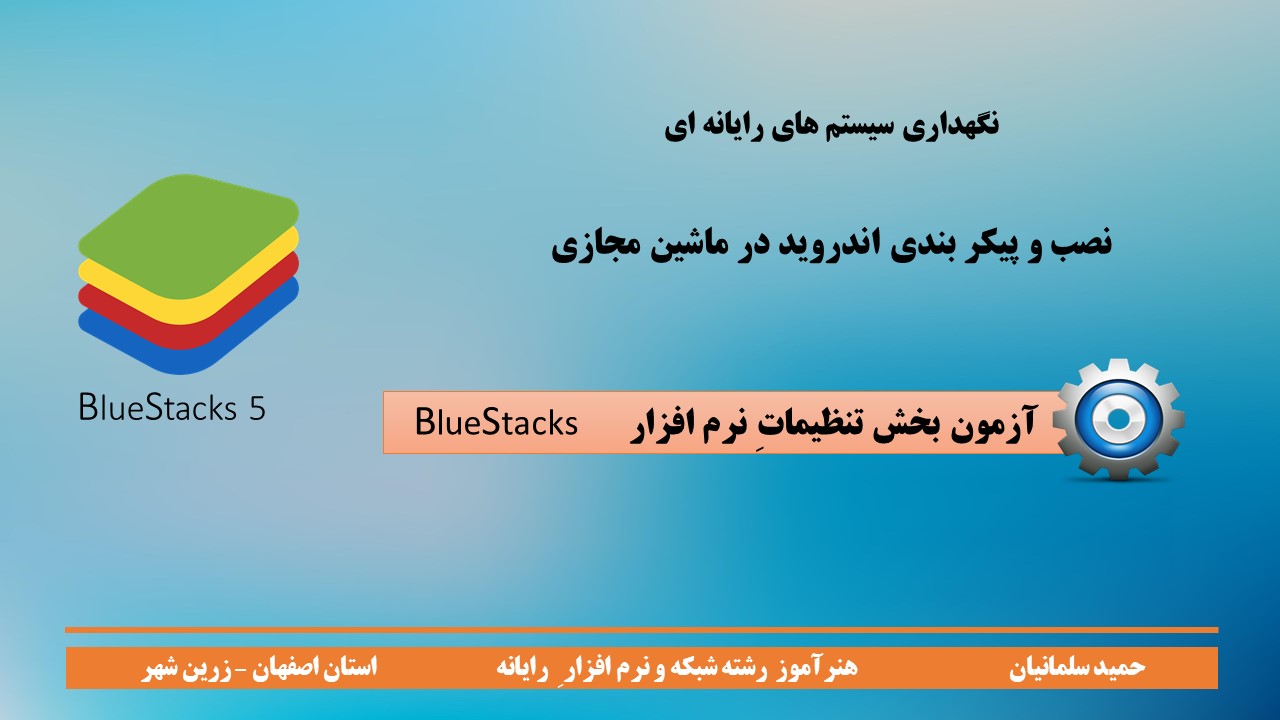 نگهداری سیستم های رایانه ای
نصب و پیکر بندی اندروید در ماشین مجازی
BlueStacks 5
آزمون بخش تنظیماتِ نرم افزار BlueStacks
حمید سلمانیان هنرآموز رشته شبکه و نرم افزارِ رایانه استان اصفهان - زرین شهر